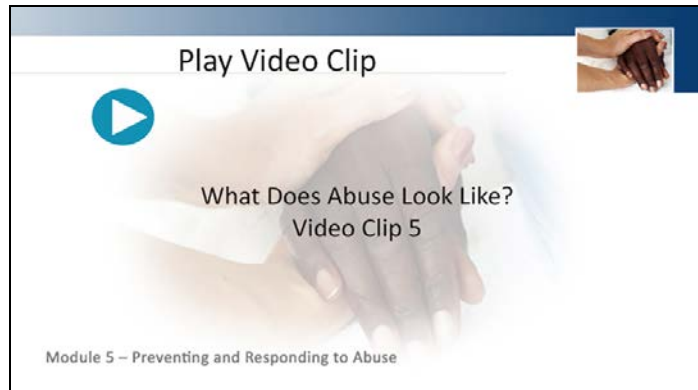 Play Video Clip
What Does Abuse Look Like?
Video Clip 5
Module 5 – Preventing and Responding to Abuse